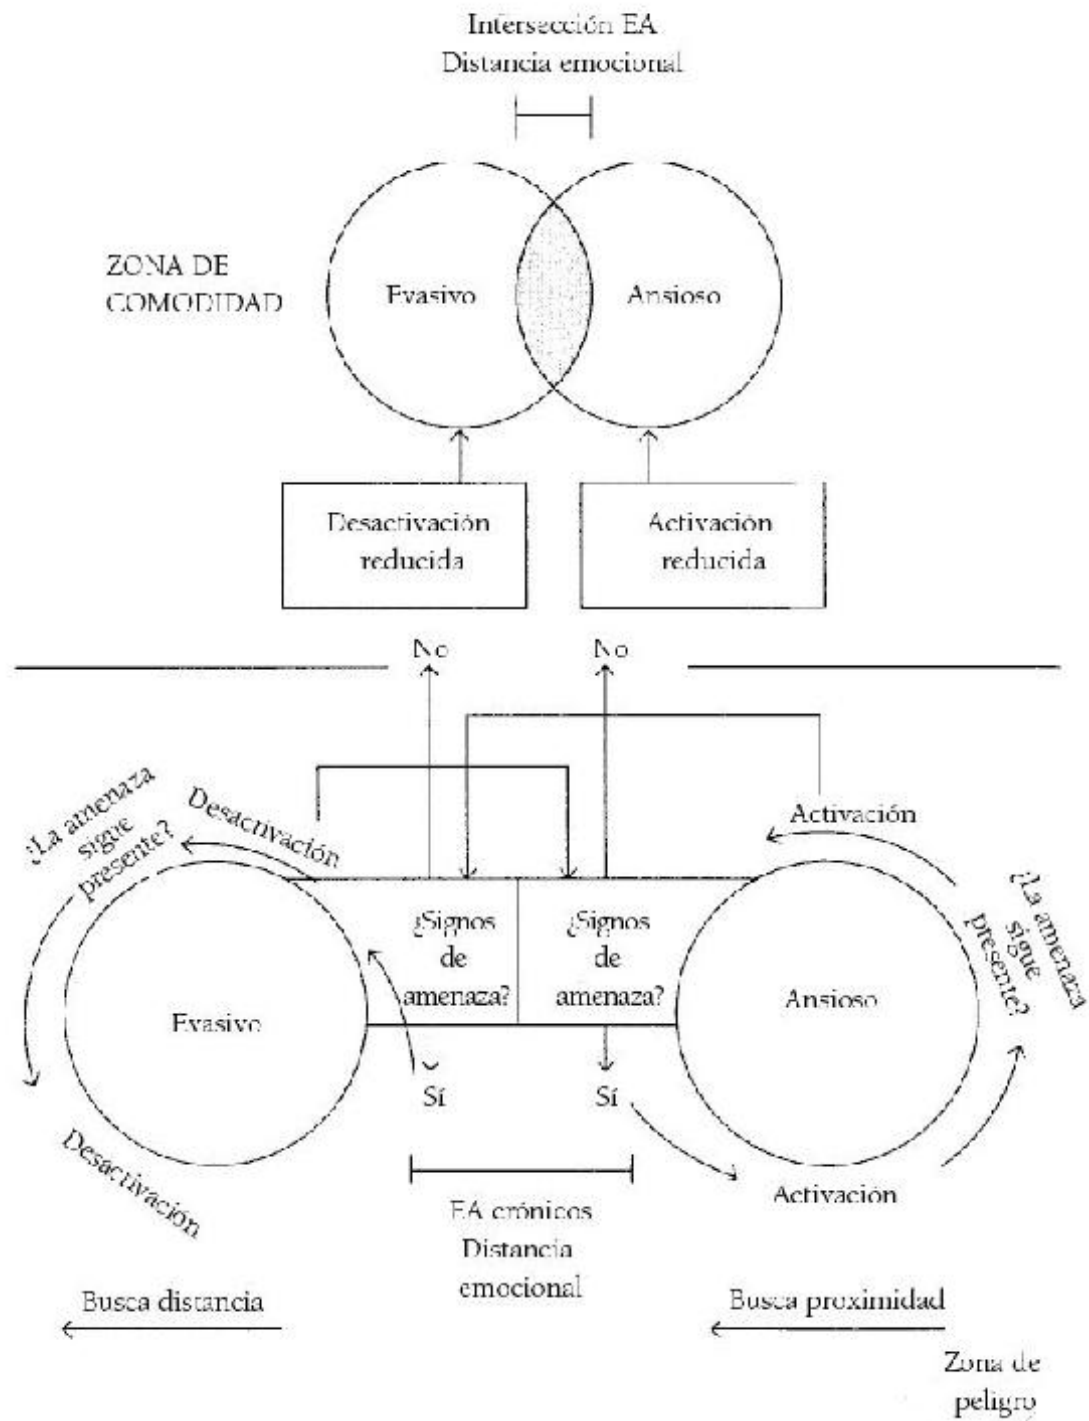 Intersección EA
Distancia emocional
ZONA DE
COMODIDAD
Evasivo
Ansioso
Desactivación
reducida
Activación
reducida
No
No
¿La amenaza
sigue
presente?
Desactivación
Activación
¿La amenaza
sigue
presente?
¿Signos
de
amenaza?
¿Signos
de
amenaza?
Evasivo
Ansioso
Sí
Sí
Desactivación
Activación
EA crónicos
Distancia
emocional
Busca distancia
Busca proximidad
Zona de
peligro